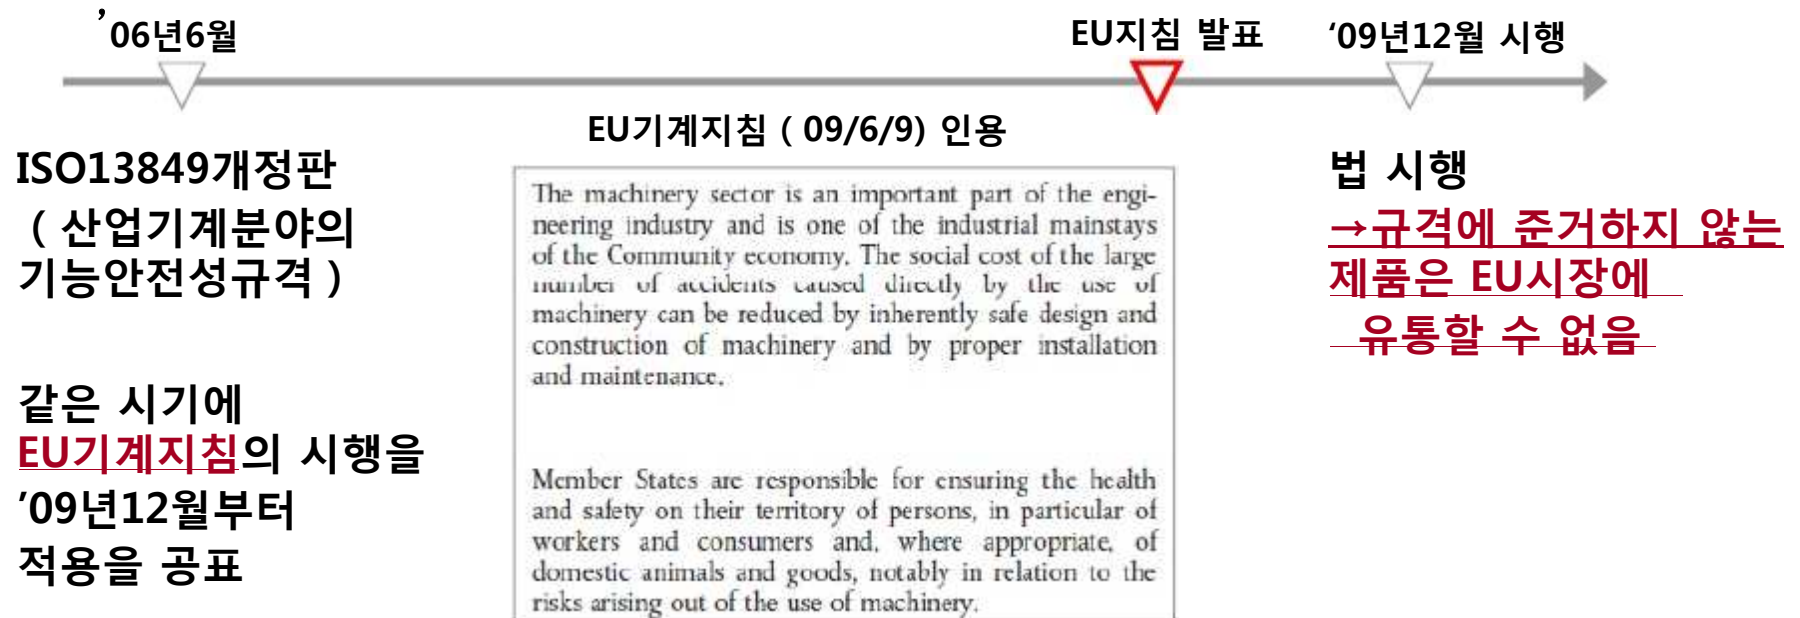 ’06년6월
EU지침 발표
‘09년12월 시행
ISO13849개정판
( 산업기계분야의
기능안전성규격 )
같은 시기에
EU기계지침의 시행을
’09년12월부터
적용을 공표
EU기계지침 ( 09/6/9) 인용
The machinery sector is an important part of the engi-
neering industry and is one of the industrial mainstays
of the Community economy. The social cost of the large
number of accidents caused directly by the use of
machinery can be reduced by inherently safe design and
construction of machinery and by proper installation
and maintenance.
Member States are responsible for ensuring the health
and safety on their territory of persons, in particular of
workers and consumers and, where appropriate, of
domestic animals and goods, notably in relation to the
risks arising out of the use of machinery.
법 시행
→규격에 준거하지 않는
제품은 EU시장에
유통할 수 없음